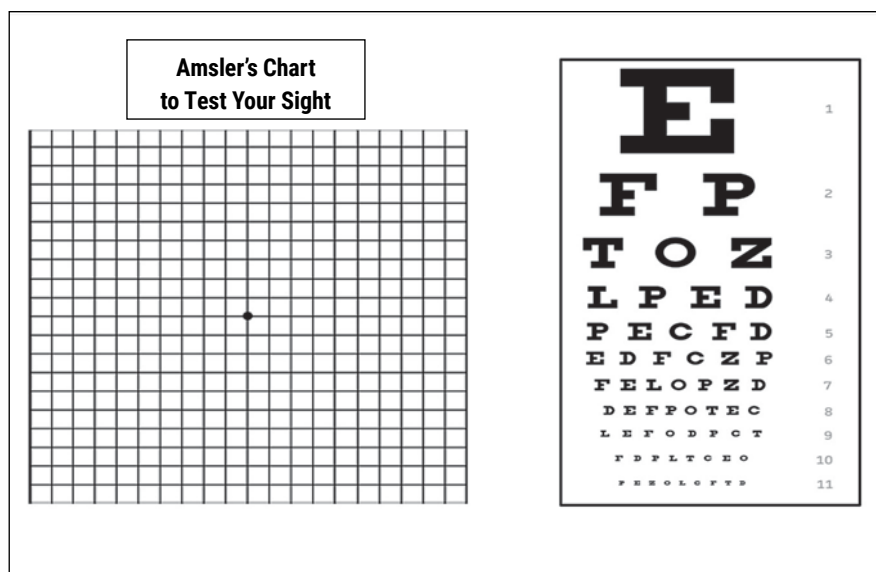 Amsler's Chart
to Test Your Sight
E 1
F P 2
T O Z 3
L P E D 4
P E C F D 5
E D F C Z P 6
F E L O P Z D 7
D E F P O T E C 8
L E F O D P C T 9
F D P L T C E O 10
P E Z O L C F T D 11